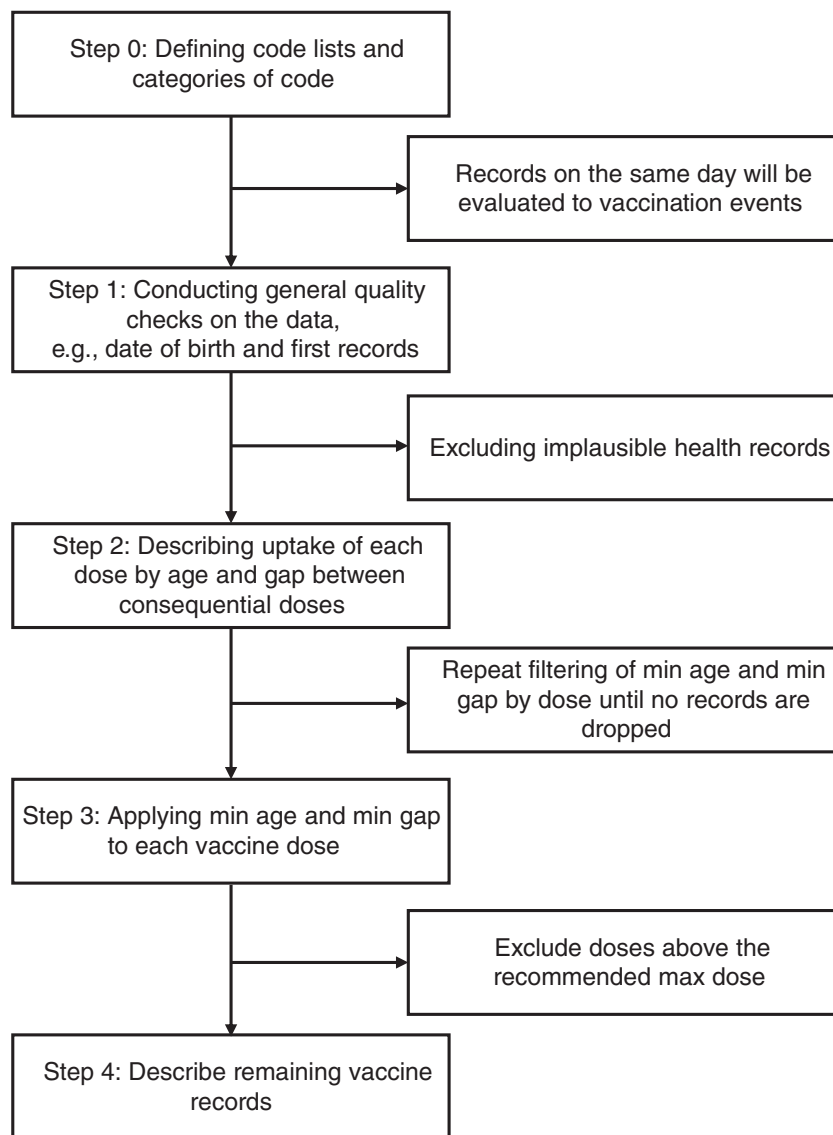 Step 0: Defining code lists and
categories of code
Records on the same day will be
evaluated to vaccination events
Step 1: Conducting general quality
checks on the data,
e.g., date of birth and first records
Excluding implausible health records
Step 2: Describing uptake of each
dose by age and gap between
consequential doses
Repeat filtering of min age and min
gap by dose until no records are
dropped
Step 3: Applying min age and min gap
to each vaccine dose
Exclude doses above the
recommended max dose
Step 4: Describe remaining vaccine
records